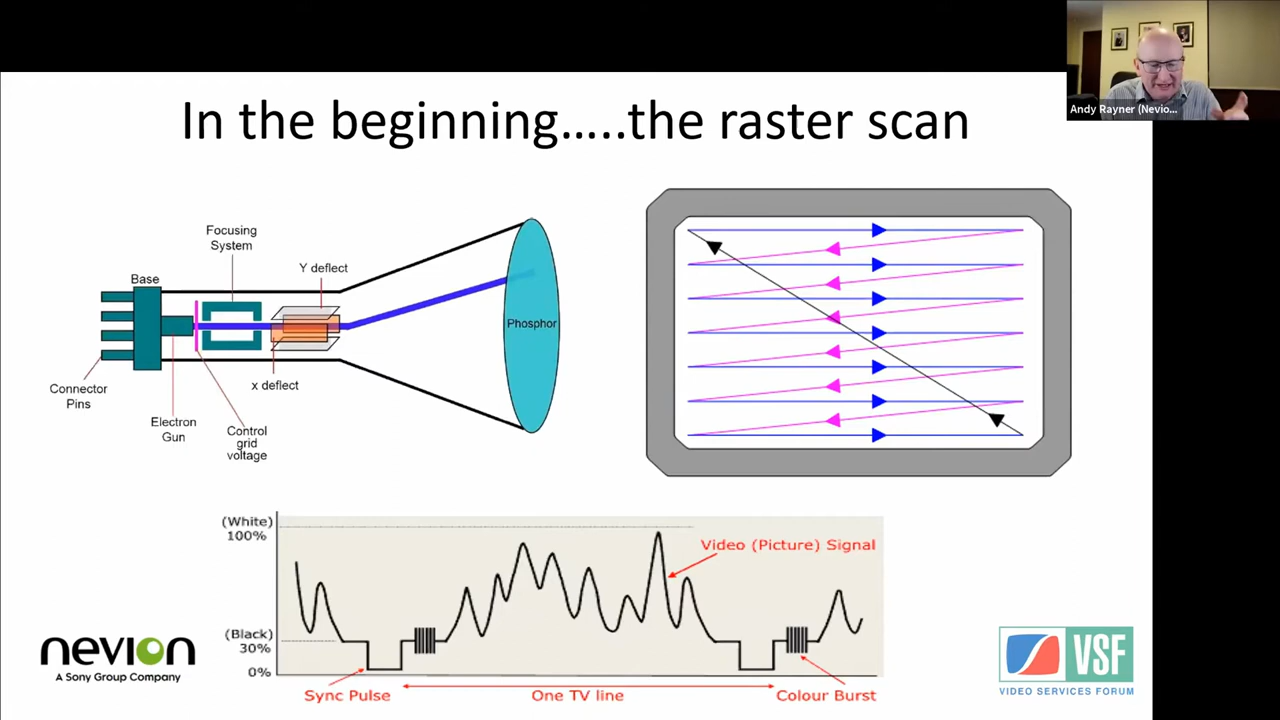 Andy Rayner (Nevio...
In the beginning.....the raster scan
Focusing
System
Y deflect
Base
Phosphor
x deflect
Connector
Pins
Electron
Gun
Control
grid
voltage
(White)
100%
Video (Picture) Signal
(Black)
30%
0%
Sync Pulse
One TV line
Colour Burst
nevion
A Sony Group Company
VSF
VIDEO SERVICES FORUM